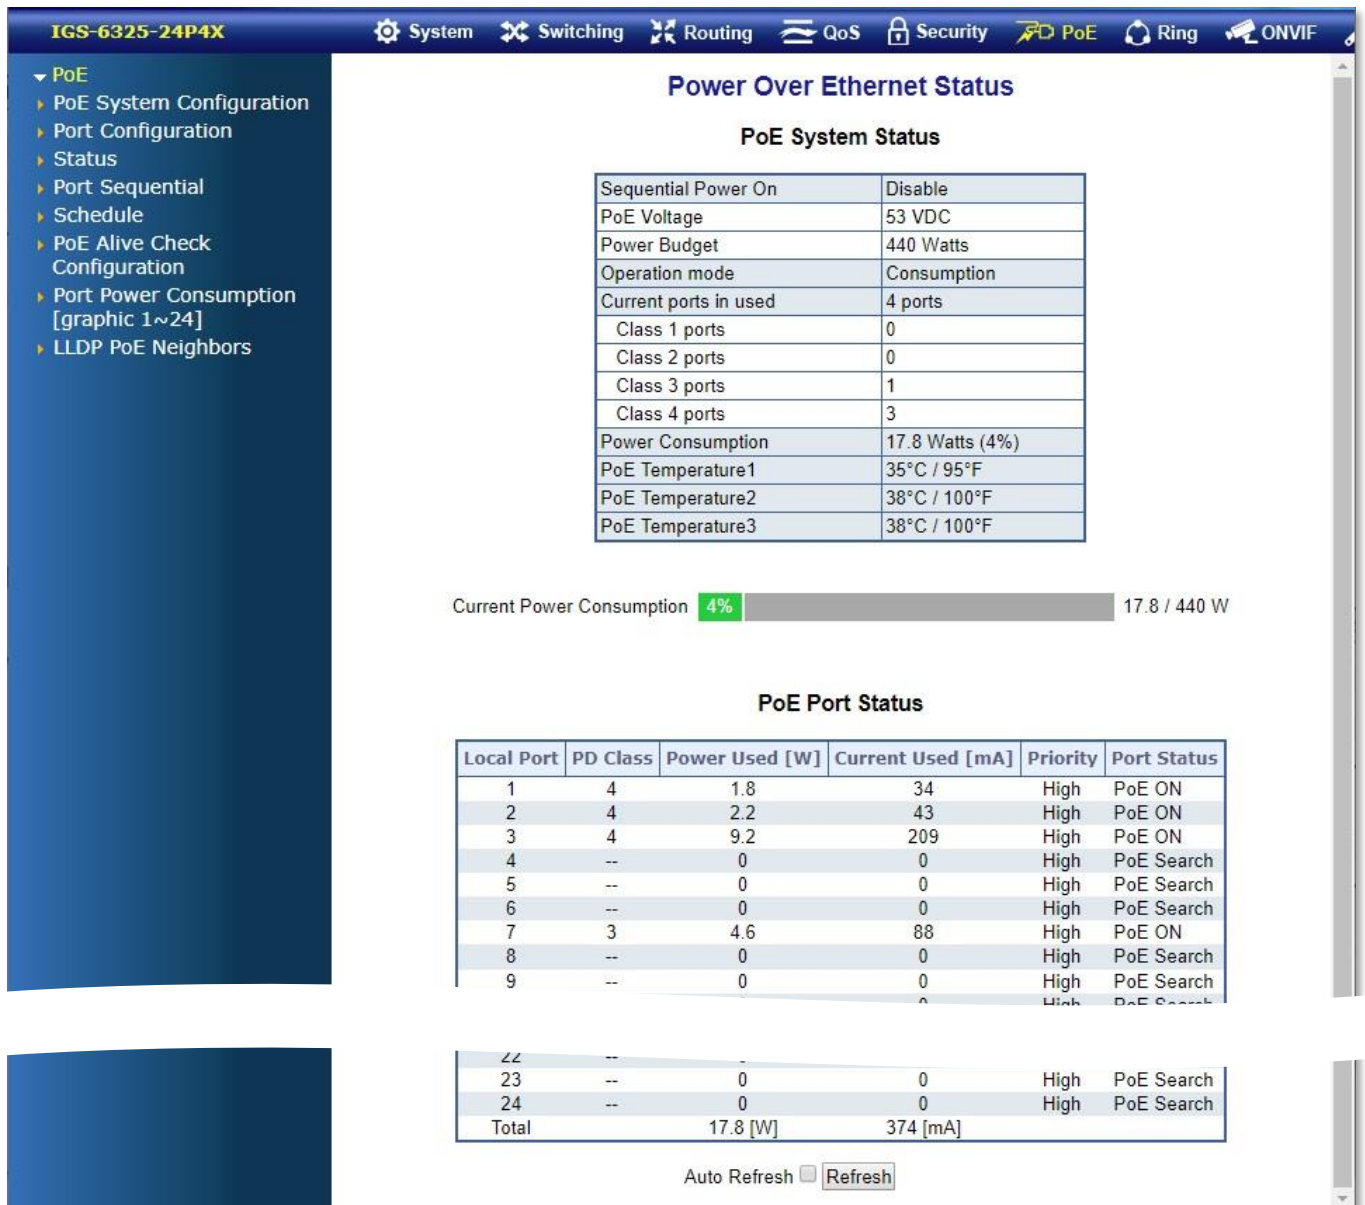 IGS-6325-24P4X System Switching Routing QoS Security PoE Ring ONVIF
PoE
PoE System Configuration
Port Configuration
Status
Port Sequential
Schedule
PoE Alive Check
Configuration
Port Power Consumption
[graphic 1~24]
LLDP PoE Neighbors
Power Over Ethernet Status
PoE System Status
Sequential Power On Disable
PoE Voltage 53 VDC
Power Budget 440 Watts
Operation mode Consumption
Current ports in used 4 ports
Class 1 ports 0
Class 2 ports 0
Class 3 ports 1
Class 4 ports 3
Power Consumption 17.8 Watts (4%)
PoE Temperature1 35°C / 95°F
PoE Temperature2 38°C / 100°F
PoE Temperature3 38°C / 100°F
Current Power Consumption 4% 17.8 / 440 W
PoE Port Status
Local Port PD Class Power Used [W] Current Used [mA] Priority Port Status
1 4 1.8 34 High PoE ON
2 4 2.2 43 High PoE ON
3 4 9.2 209 High PoE ON
4 -- 0 0 High PoE Search
5 -- 0 0 High PoE Search
6 -- 0 0 High PoE Search
7 3 4.6 88 High PoE ON
8 -- 0 0 High PoE Search
9 -- 0 0 High PoE Search
High PoE Search
22 --
23 -- 0 0 High PoE Search
24 -- 0 0 High PoE Search
Total 17.8 [W] 374 [mA]
Auto Refresh Refresh